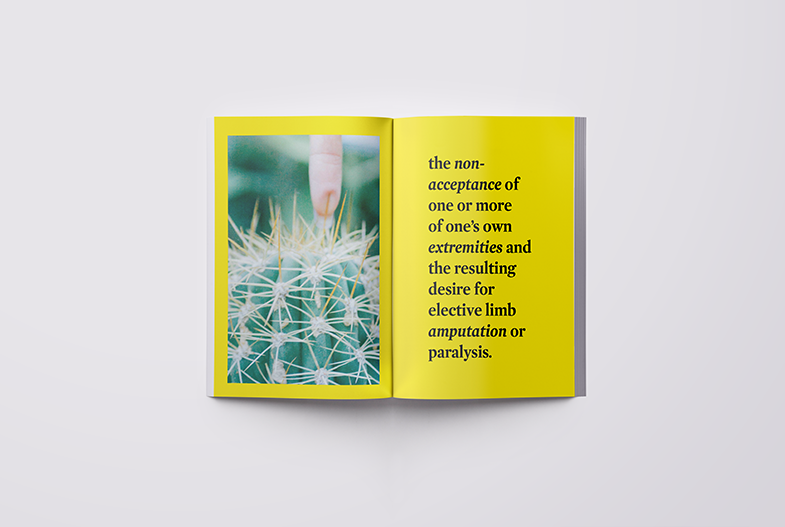 the non-
acceptance of
one or more
of one's own
extremities and
the resulting
desire for
elective limb
amputation or
paralysis.